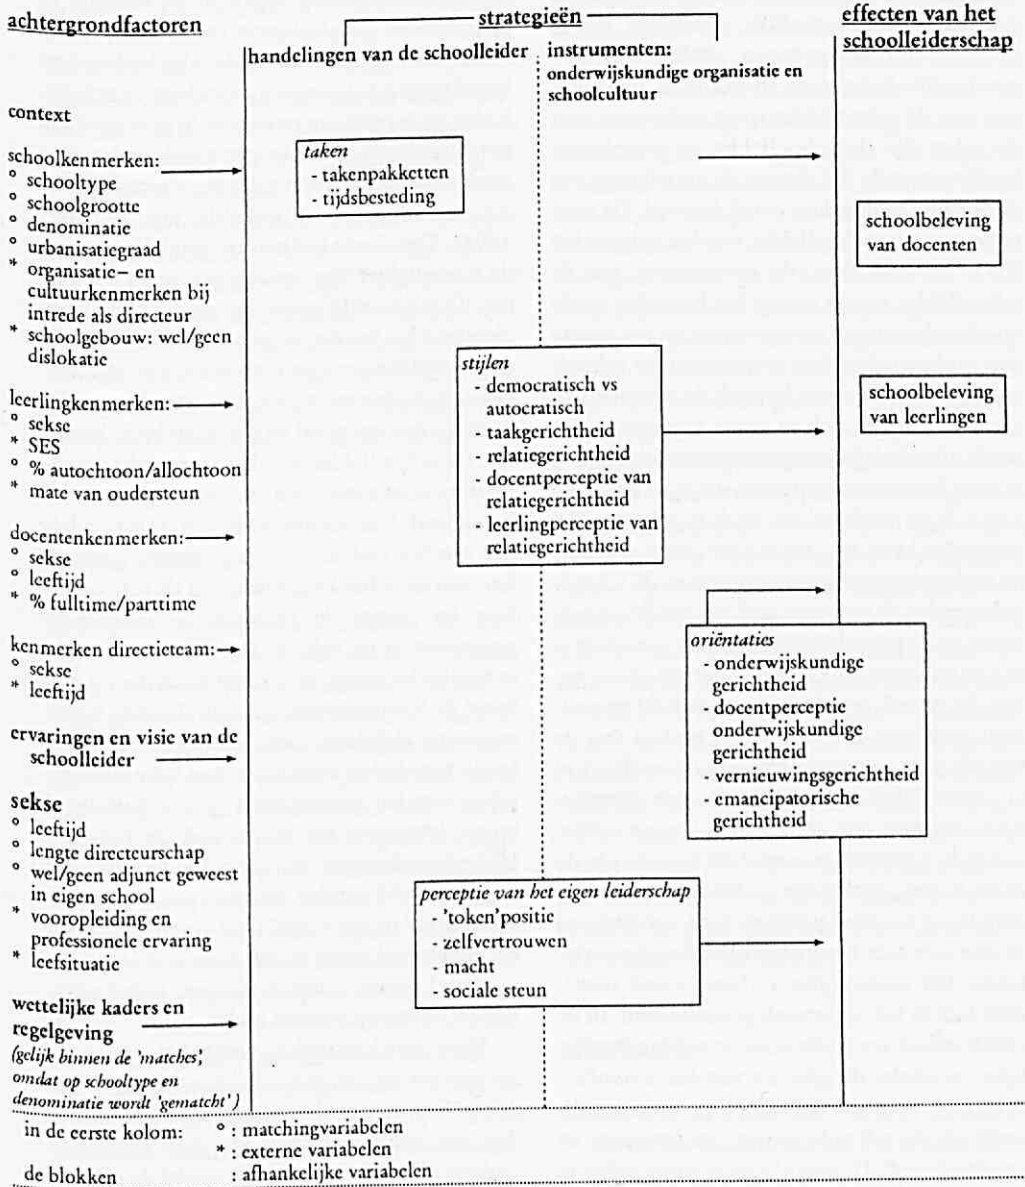 achtergrondfactoren
strategieën
effecten van het
schoolleiderschap
handelingen van de schoolleider
instrumenten:
onderwijskundige organisatie en
schoolcultuur
context
schoolkenmerken:
° schooltype
° schoolgrootte
° denominatie
° urbanisatiegraad
* organisatie- en
cultuurkenmerken bij
intrede als directeur
* schoolgebouw: wel/geen
dislokatie
leerlingkenmerken:
° sekse
* SES
° % autochtoon/allochtoon
* mate van oudersteun
docentenkenmerken:
° sekse
° leeftijd
* % fulltime/parttime
kenmerken directieteam:
° sekse
* leeftijd
ervaringen en visie van de
schoolleider
sekse
° leeftijd
° lengte directeurschap
° wel/geen adjunct geweest
in eigen school
* vooropleiding en
professionele ervaring
* leefsituatie
wettelijke kaders en
regelgeving
(gelijk binnen de 'matches',
omdat op schooltype en
denominatie wordt 'gematcht')
taken
- takenpakketten
- tijdsbesteding
stijlen
- democratisch vs
autocratisch
- taakgerichtheid
- relatiegerichtheid
- docentperceptie van
relatiegerichtheid
- leerlingperceptie van
relatiegerichtheid
oriëntaties
- onderwijskundige
gerichtheid
- docentperceptie
onderwijskundige
gerichtheid
- vernieuwingsgerichtheid
- emancipatorische
gerichtheid
perceptie van het eigen leiderschap
- 'token'positie
- zelfvertrouwen
- macht
- sociale steun
schoolbeleving
van docenten
schoolbeleving
van leerlingen
in de eerste kolom: ° : matchingvariabelen
* : externe variabelen
de blokken : afhankelijke variabelen